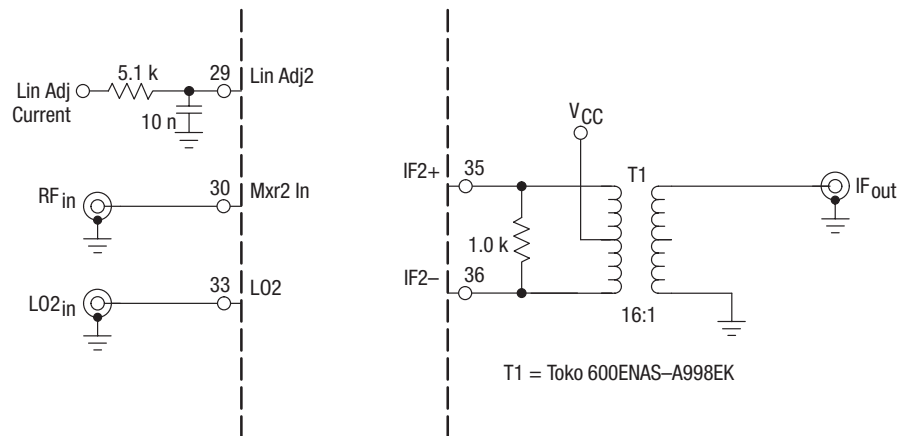 5.1 k
29
Lin Adj2
Lin Adj
Current
10 n
RFin
30
Mxr2 In
LO2in
33
LO2
IF2+
35
VCC
T1
IFout
1.0 k
IF2–
36
16:1
T1 = Toko 600ENAS–A998EK